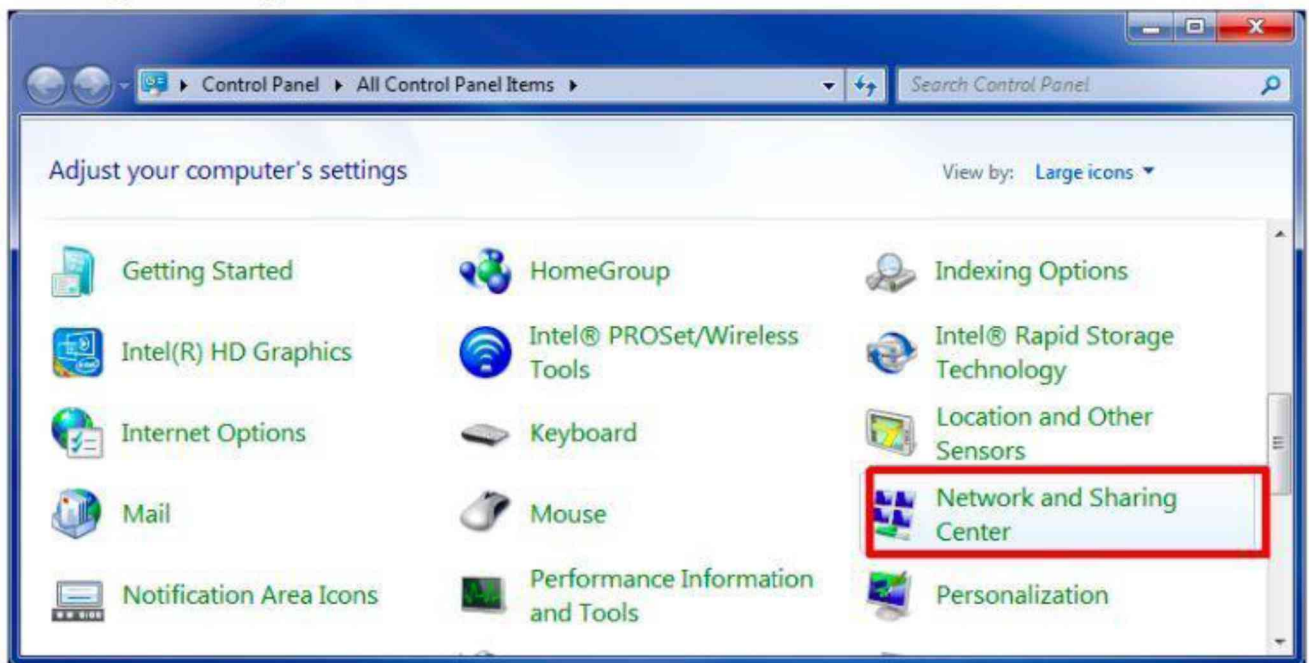 Control Panel All Control Panel Items Search Control Panel
Adjust your computer's settings View by: Large icons
Getting Started HomeGroup Indexing Options
Intel(R) HD Graphics Intel® PROSet/Wireless Tools Intel® Rapid Storage Technology
Internet Options Keyboard Location and Other Sensors
Mail Mouse Network and Sharing Center
Notification Area Icons Performance Information and Tools Personalization